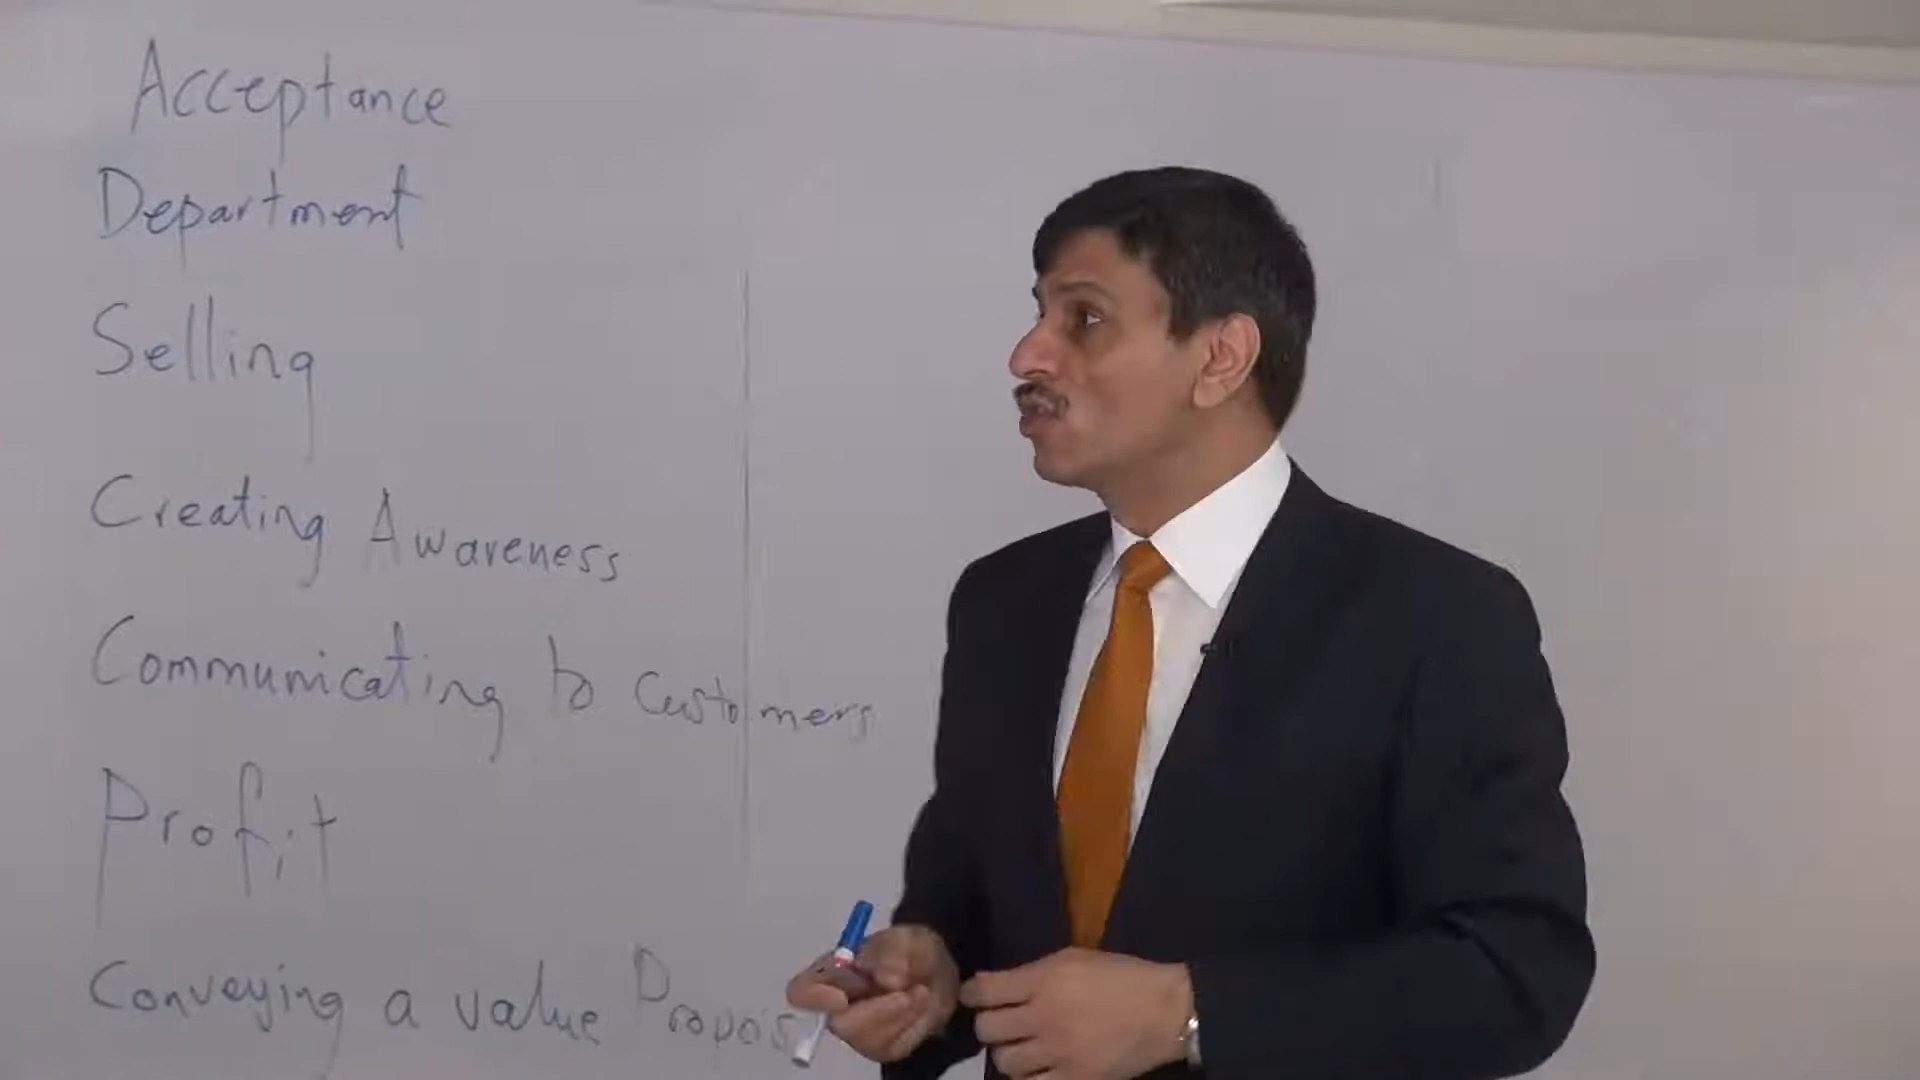 Acceptance
Department
Selling
Creating Awareness
Communicating to Customers
Profit
Conveying a value